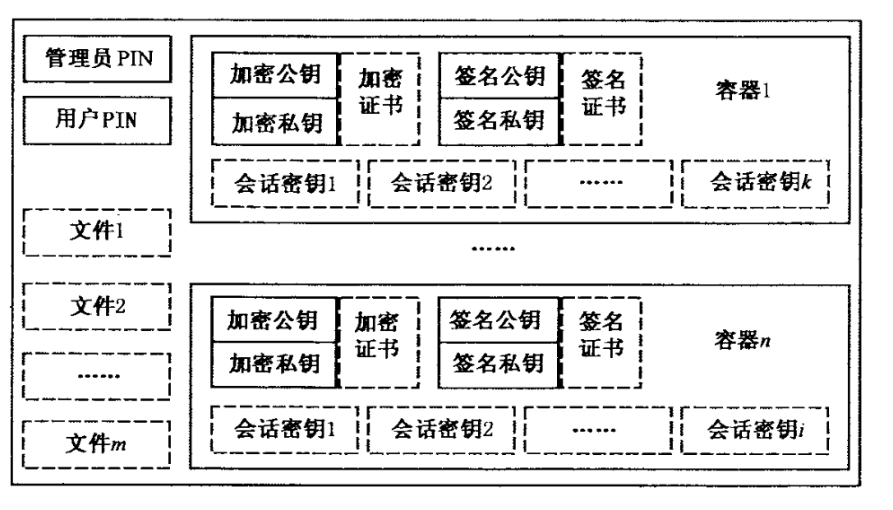 管理员PIN
用户PIN
文件1
文件2
……
文件m
加密公钥
加密私钥
加密
证书
签名公钥
签名私钥
签名
证书
容器1
会话密钥1
会话密钥2
……
会话密钥k
……
加密公钥
加密私钥
加密
证书
签名公钥
签名私钥
签名
证书
容器n
会话密钥1
会话密钥2
……
会话密钥i